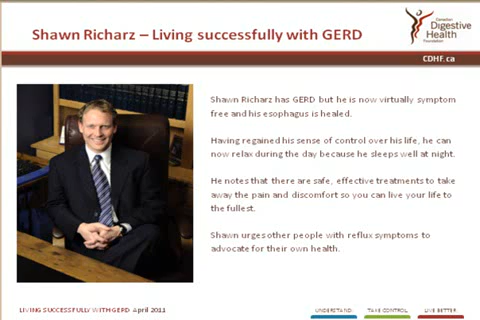 Shawn Richarz – Living successfully with GERD
Canadian
Digestive
Health
Foundation
CDHF.ca
Shawn Richarz has GERD but he is now virtually symptom
free and his esophagus is healed.
Having regained his sense of control over his life, he can
now relax during the day because he sleeps well at night.
He notes that there are safe, effective treatments to take
away the pain and discomfort so you can live your life to
the fullest.
Shawn urges other people with reflux symptoms to
advocate for their own health.
LIVING SUCCESSFULLY WITH GERD April 2011
UNDERSTAND.
TAKE CONTROL.
LIVE BETTER.